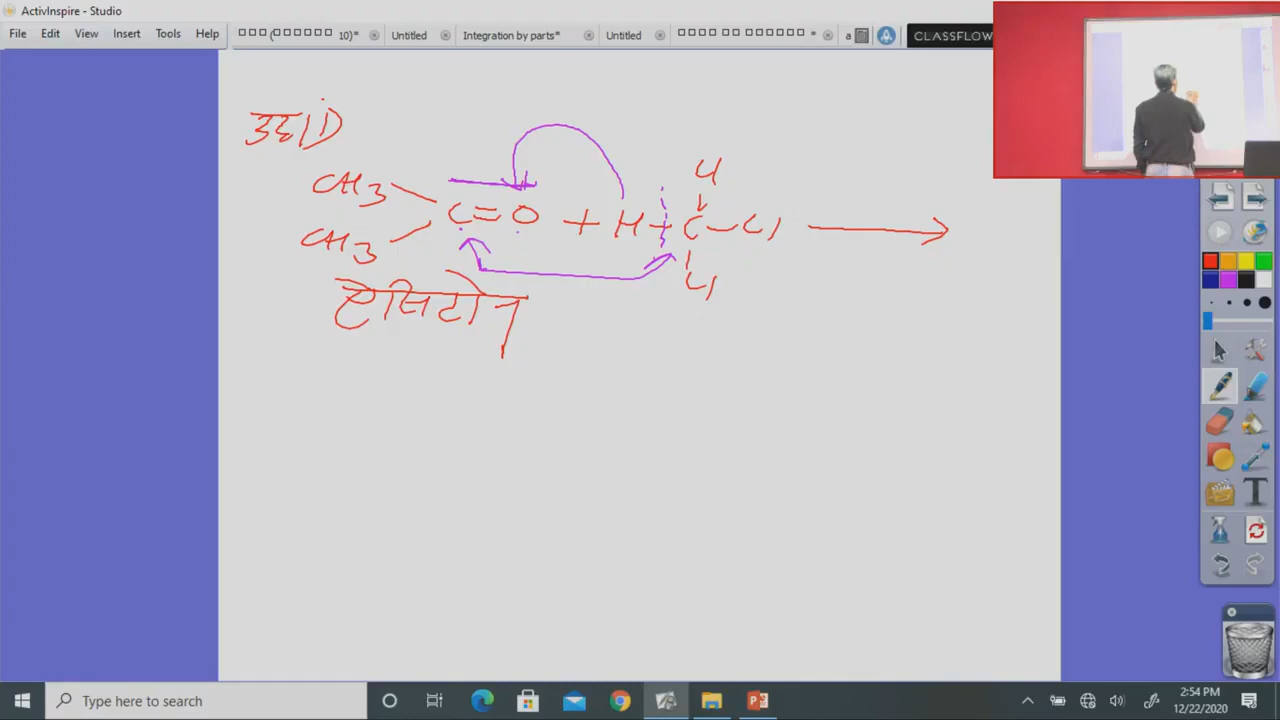 ActivInspire - Studio
File Edit View Insert Tools Help
10)* Untitled Integration by parts* Untitled * a CLASSFLOW
Cl
CH3
C=O + H - C - Cl
CH3
Cl
ऐसिटोन
Type here to search
2:54 PM
12/22/2020